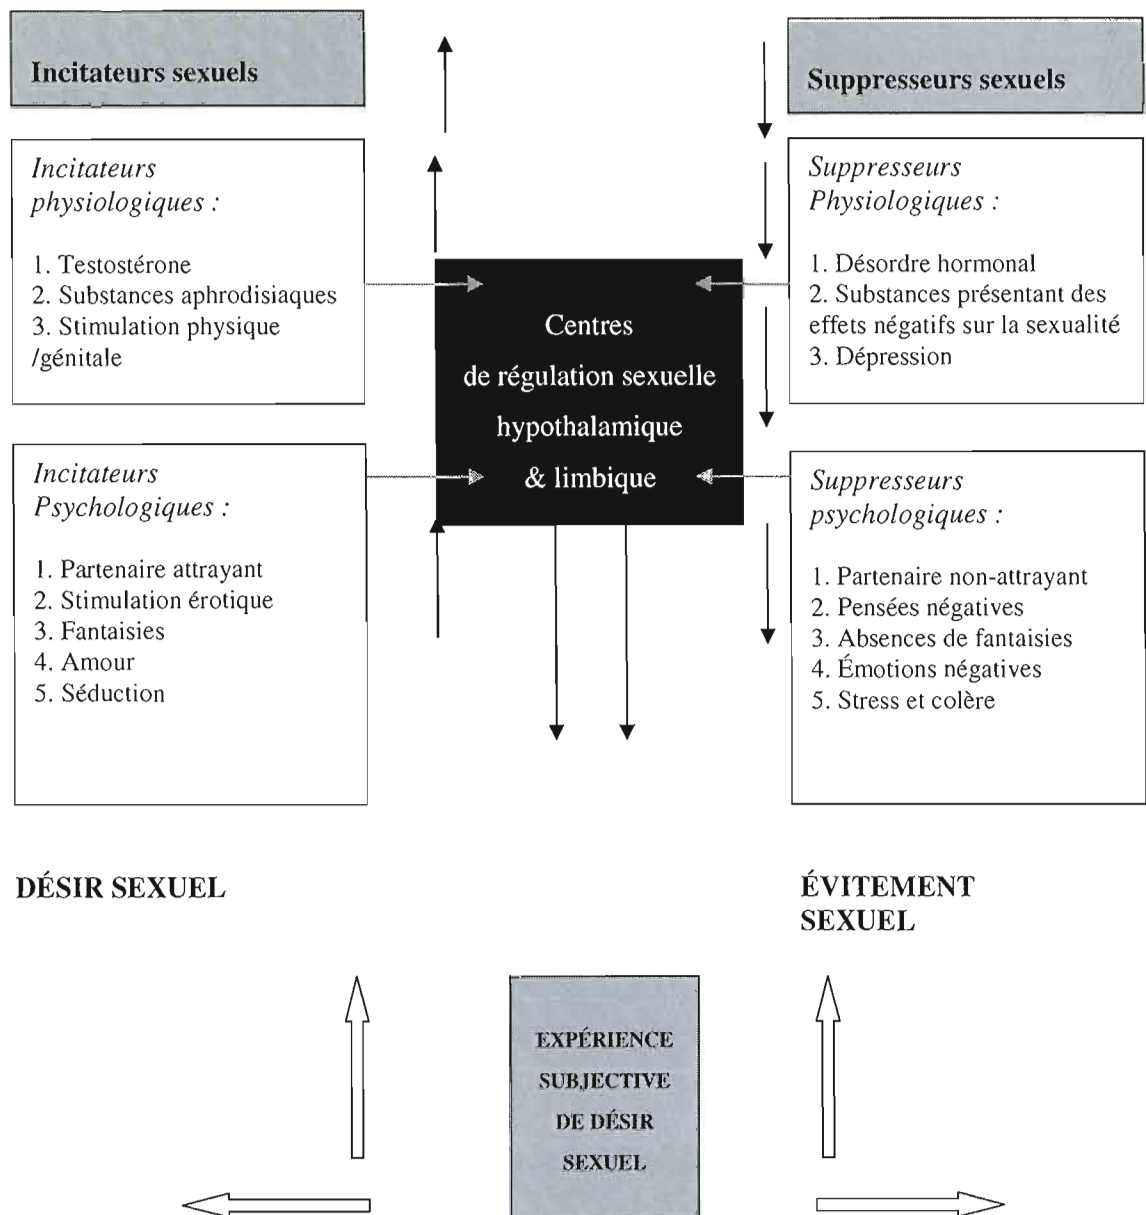 Incitateurs sexuels
Incitateurs
physiologiques :
1. Testostérone
2. Substances aphrodisiaques
3. Stimulation physique
/génitale
Incitateurs
Psychologiques :
1. Partenaire attrayant
2. Stimulation érotique
3. Fantaisies
4. Amour
5. Séduction
Centres
de régulation sexuelle
hypothalamique
& limbique
Suppresseurs sexuels
Suppresseurs
Physiologiques :
1. Désordre hormonal
2. Substances présentant des
effets négatifs sur la sexualité
3. Dépression
Suppresseurs
psychologiques :
1. Partenaire non-attrayant
2. Pensées négatives
3. Absences de fantaisies
4. Émotions négatives
5. Stress et colère
DÉSIR SEXUEL
ÉVITEMENT
SEXUEL
EXPÉRIENCE
SUBJECTIVE
DE DÉSIR
SEXUEL